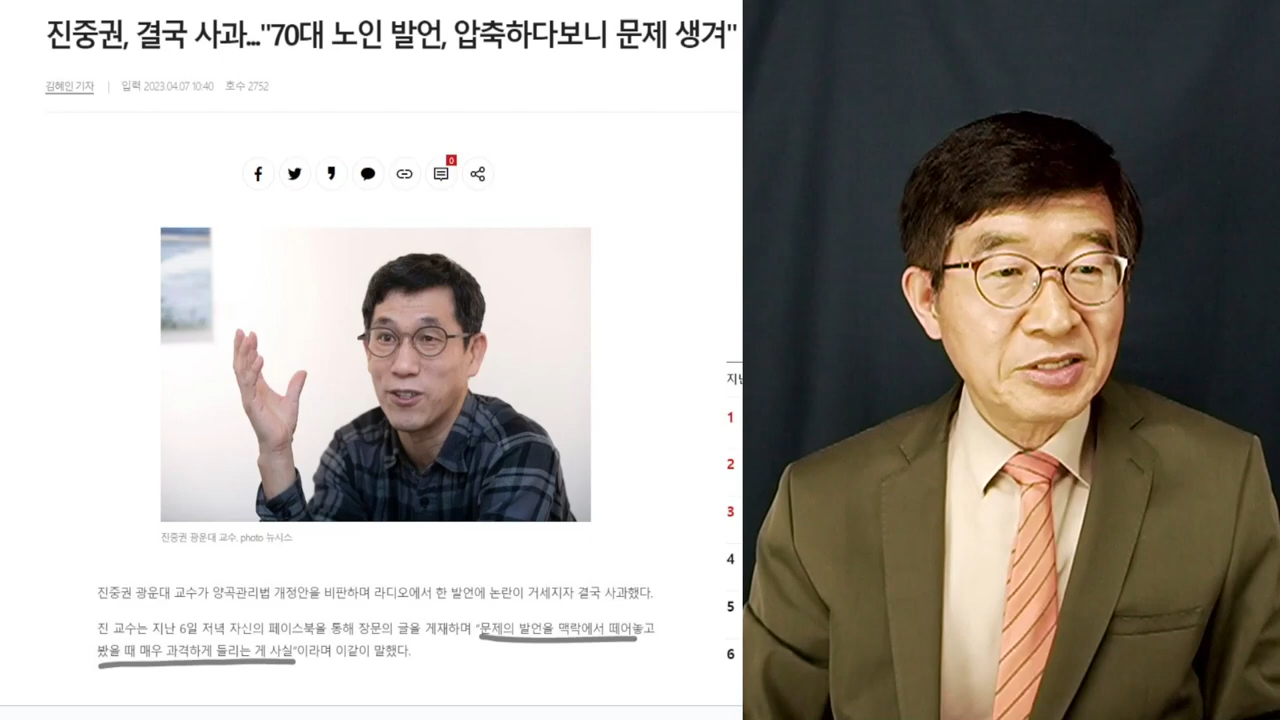 진중권, 결국 사과..."70대 노인 발언, 압축하다보니 문제 생겨"
김혜인 기자 | 입력 2023.04.07 10:40 호수 2752
0
진중권 광운대 교수. photo 뉴시스
진중권 광운대 교수가 양곡관리법 개정안을 비판하며 라디오에서 한 발언에 논란이 거세지자 결국 사과했다.
진 교수는 지난 6일 저녁 자신의 페이스북을 통해 장문의 글을 게재하며 "문제의 발언을 맥락에서 떼어놓고
봤을 때 매우 과격하게 들리는 게 사실"이라며 이같이 말했다.
1
2
3
4
5
6